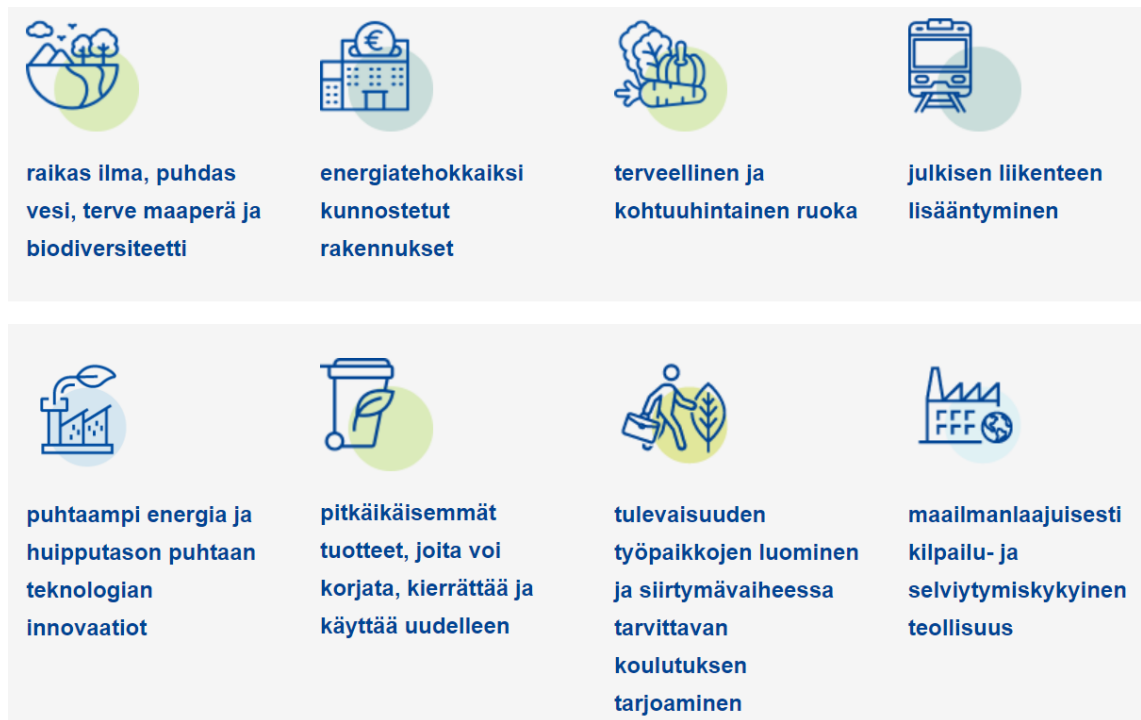 €
raikas ilma, puhdas
vesi, terve maaperä ja
biodiversiteetti
energiatehokkaiksi
kunnostetut
rakennukset
terveellinen ja
kohtuuhintainen ruoka
julkisen liikenteen
lisääntyminen
puhtaampi energia ja
huipputason puhtaan
teknologian
innovaatiot
pitkäikäisemmät
tuotteet, joita voi
korjata, kierrättää ja
käyttää uudelleen
tulevaisuuden
työpaikkojen luominen
ja siirtymävaiheessa
tarvittavan
koulutuksen
tarjoaminen
maailmanlaajuisesti
kilpailu- ja
selviytymiskykyinen
teollisuus